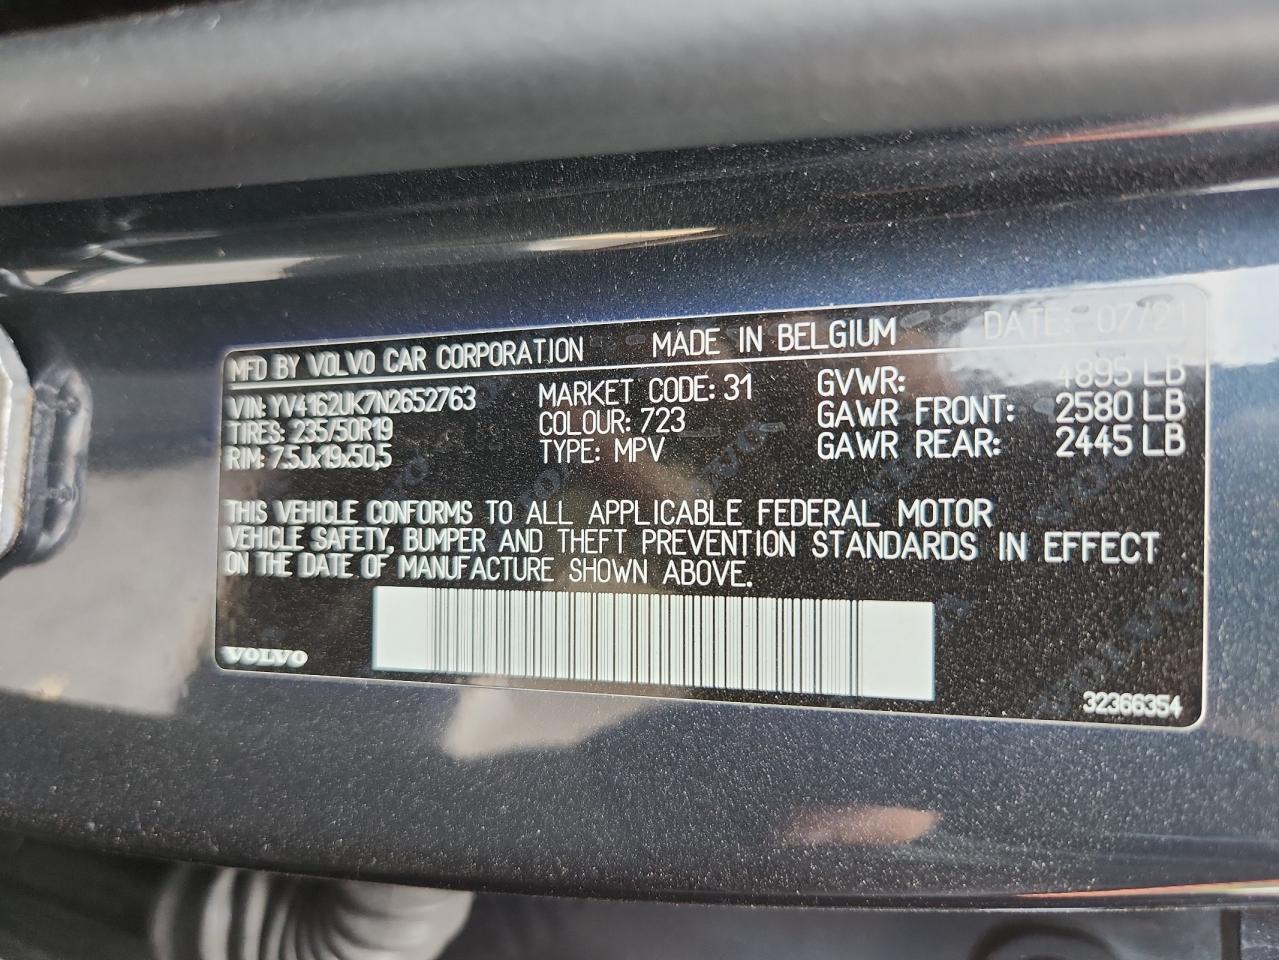 MFD BY VOLVO CAR CORPORATION MADE IN BELGIUM DATE: 07/21
VIN: YV4162UK7N2652763 MARKET CODE: 31 GVWR: 4895 LB
TIRES: 235/50R19 COLOUR: 723 GAWR FRONT: 2580 LB
RIM: 7.5Jx19x50,5 TYPE: MPV GAWR REAR: 2445 LB
THIS VEHICLE CONFORMS TO ALL APPLICABLE FEDERAL MOTOR
VEHICLE SAFETY, BUMPER AND THEFT PREVENTION STANDARDS IN EFFECT
ON THE DATE OF MANUFACTURE SHOWN ABOVE.
VOLVO
32366354